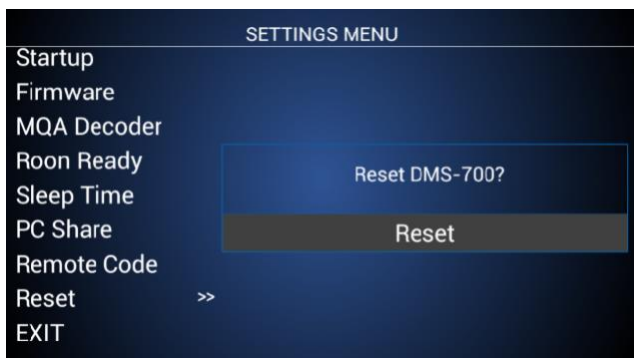 SETTINGS MENU
Startup
Firmware
MQA Decoder
Roon Ready
Sleep Time
PC Share
Remote Code
Reset >>
EXIT
Reset DMS-700?
Reset